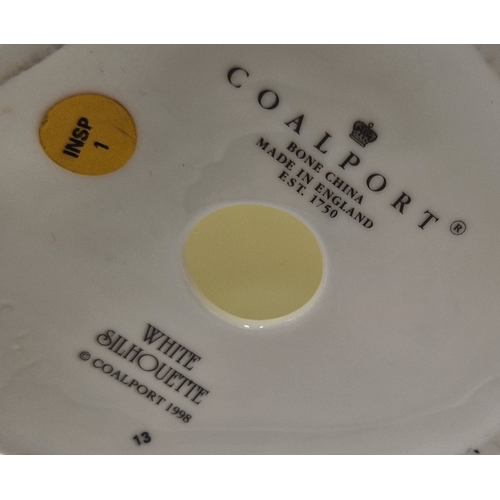 INSP
1
COALPORT®
BONE CHINA
MADE IN ENGLAND
EST. 1750
WHITE
SILHOUETTE
© COALPORT 1998
13